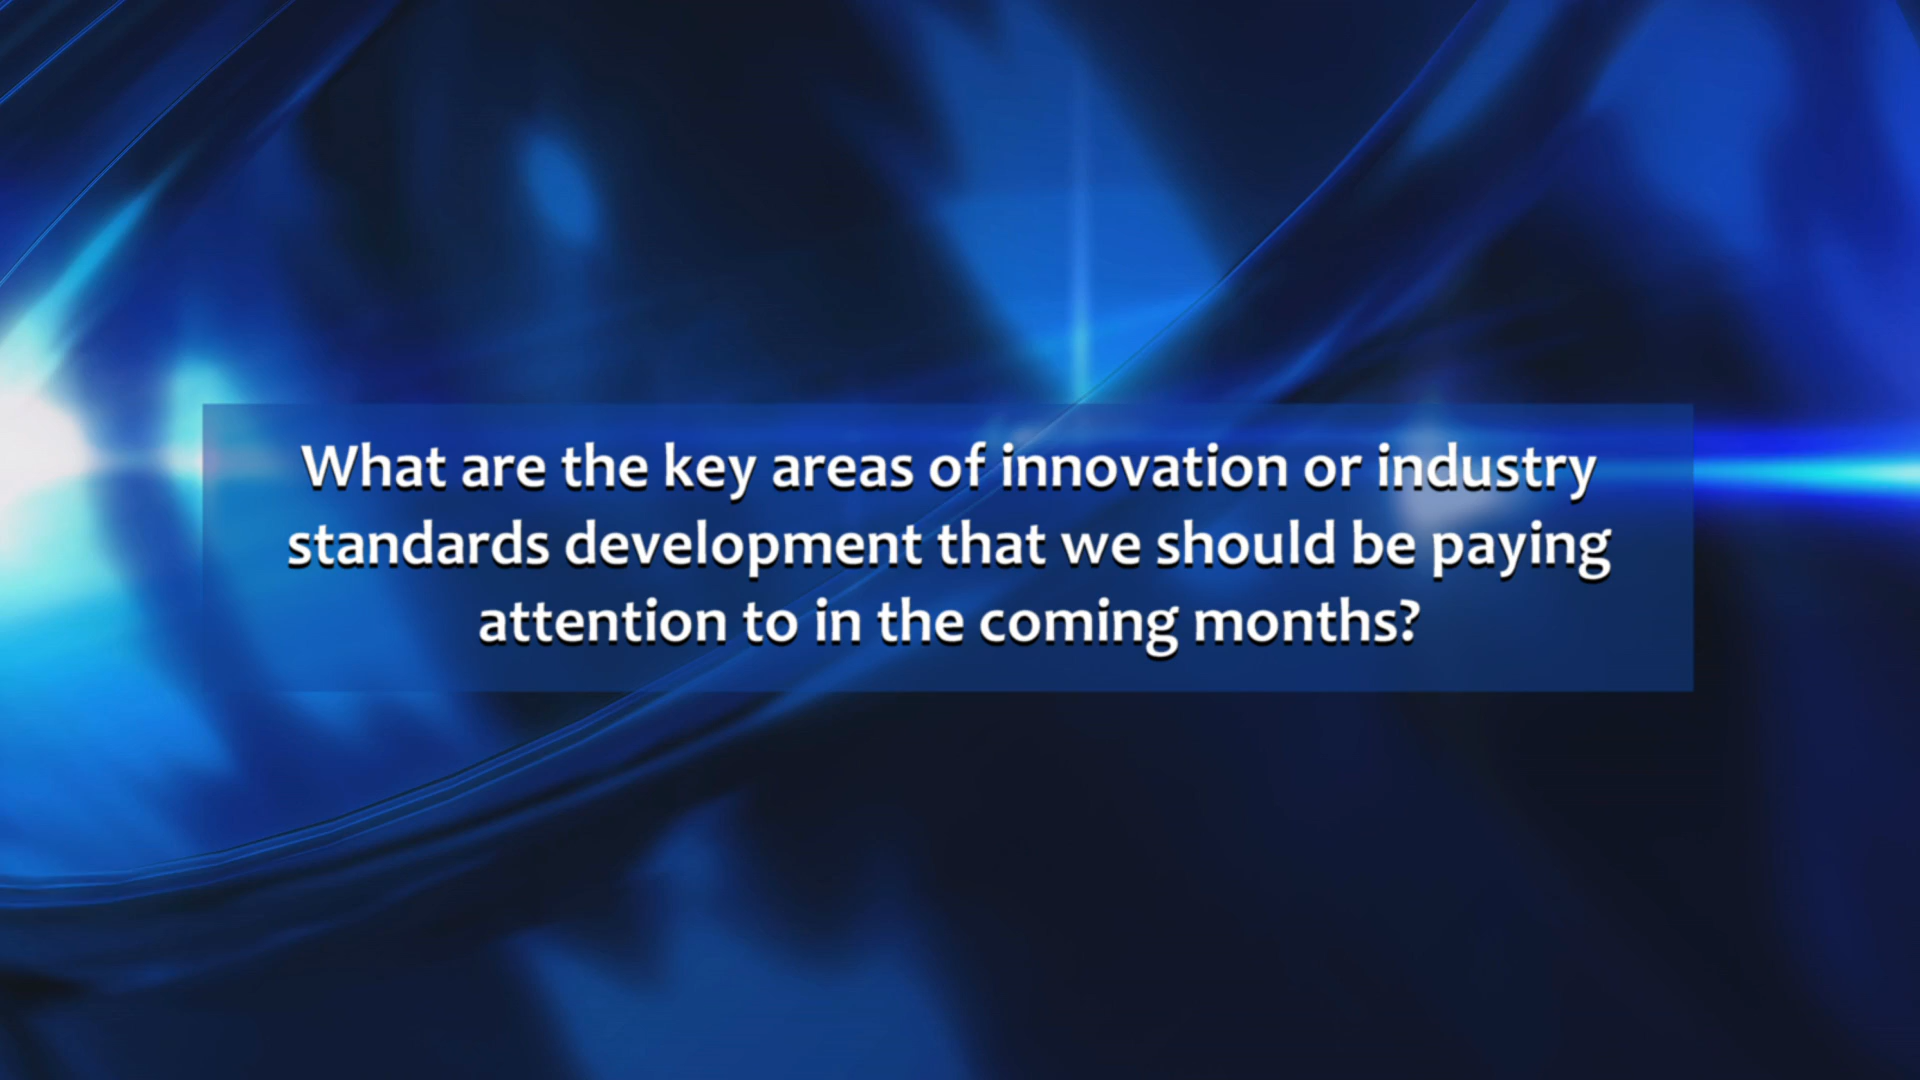 What are the key areas of innovation or industry
standards development that we should be paying
attention to in the coming months?